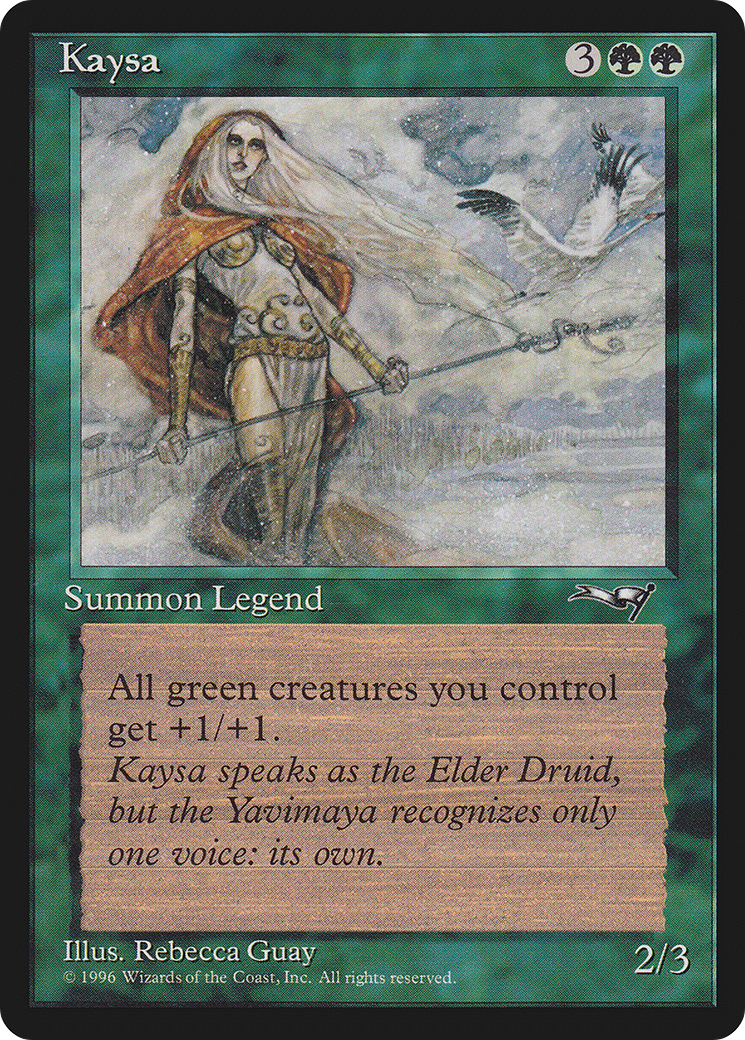 Kaysa
3
Summon Legend
All green creatures you control
get +1/+1.
Kaysa speaks as the Elder Druid,
but the Yavimaya recognizes only
one voice: its own.
Illus. Rebecca Guay
2/3
© 1996 Wizards of the Coast, Inc. All rights reserved.